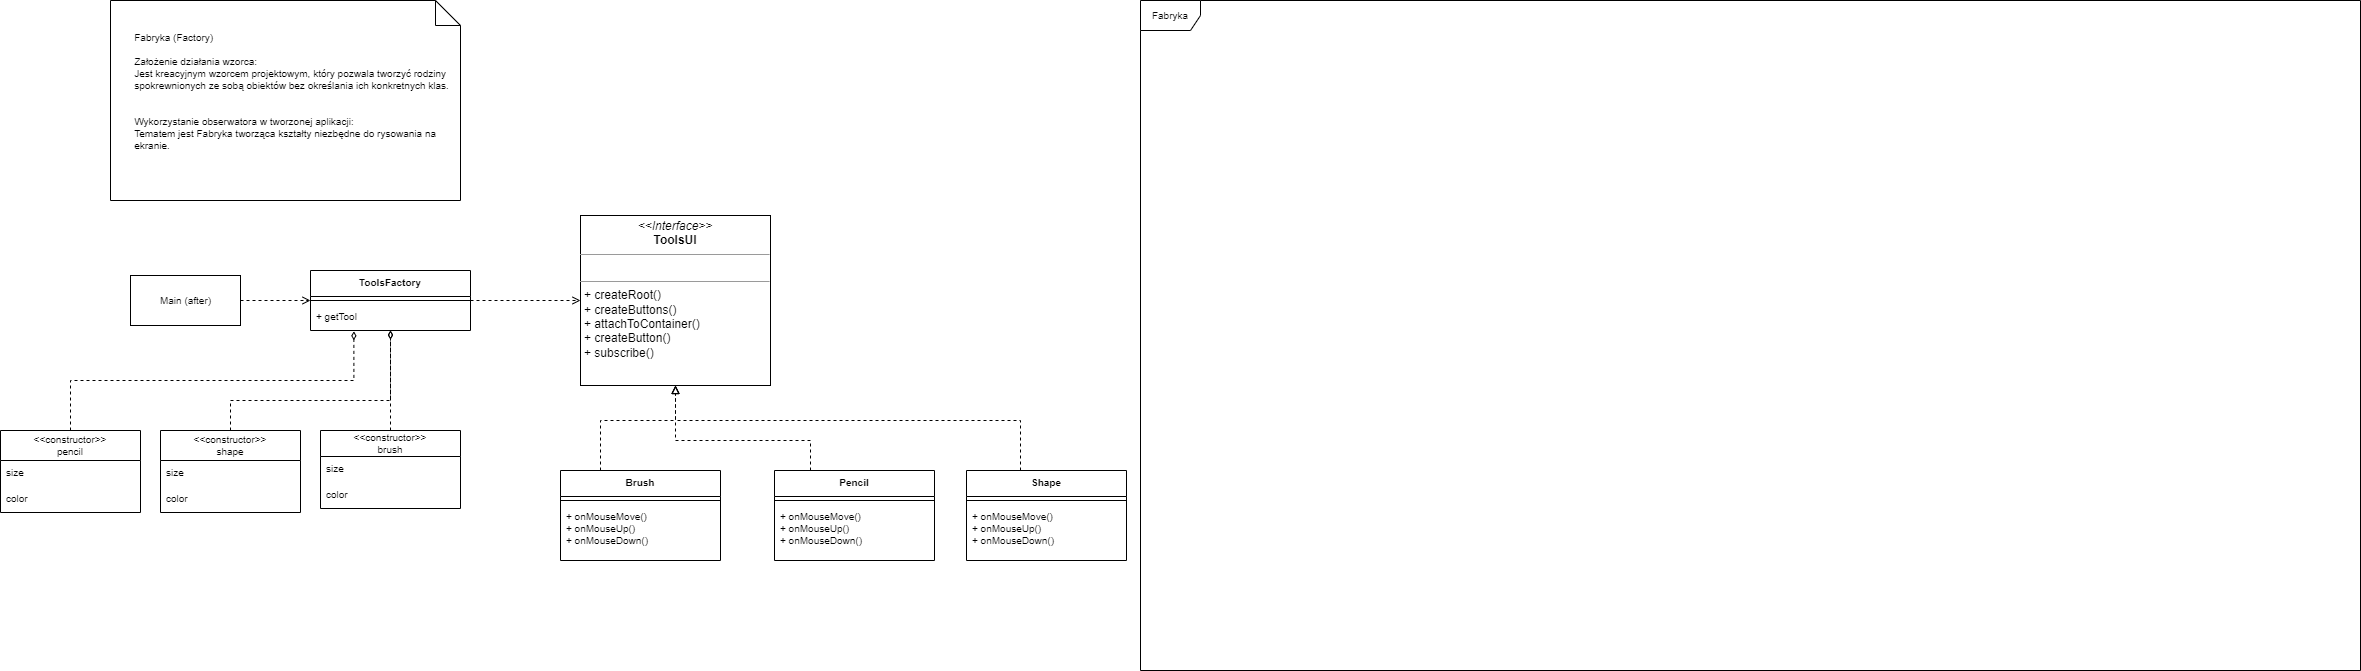 Fabryka (Factory)
Założenie działania wzorca:
Jest kreacyjnym wzorcem projektowym, który pozwala tworzyć rodziny
spokrewnionych ze sobą obiektów bez określania ich konkretnych klas.
Wykorzystanie obserwatora w tworzonej aplikacji:
Tematem jest Fabryka tworząca kształty niezbędne do rysowania na
ekranie.
Fabryka
<<Interface>>
ToolsUI
+ createRoot()
+ createButtons()
+ attachToContainer()
+ createButton()
+ subscribe()
Main (after)
ToolsFactory
+ getTool
<<constructor>>
pencil
size
color
<<constructor>>
shape
size
color
<<constructor>>
brush
size
color
Brush
+ onMouseMove()
+ onMouseUp()
+ onMouseDown()
Pencil
+ onMouseMove()
+ onMouseUp()
+ onMouseDown()
Shape
+ onMouseMove()
+ onMouseUp()
+ onMouseDown()